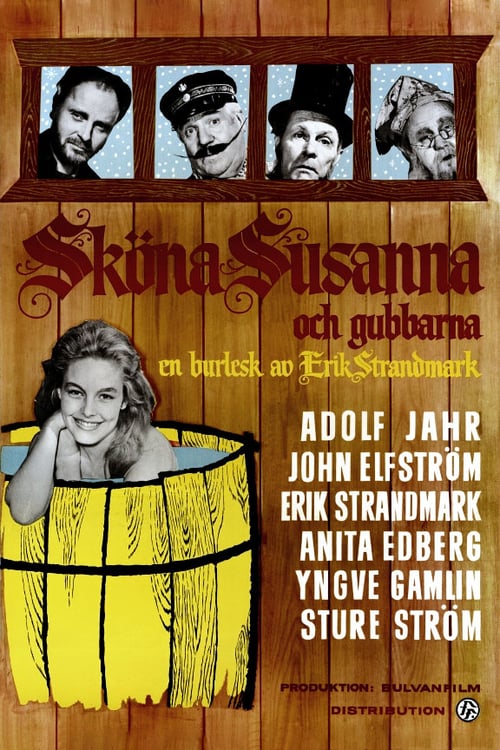 Sköna Susanna
och gubbarna
en burlesk av Erik Strandmark
ADOLF JAHR
JOHN ELFSTRÖM
ERIK STRANDMARK
ANITA EDBERG
YNGVE GAMLIN
STURE STRÖM
PRODUKTION: BULVANFILM
DISTRIBUTION